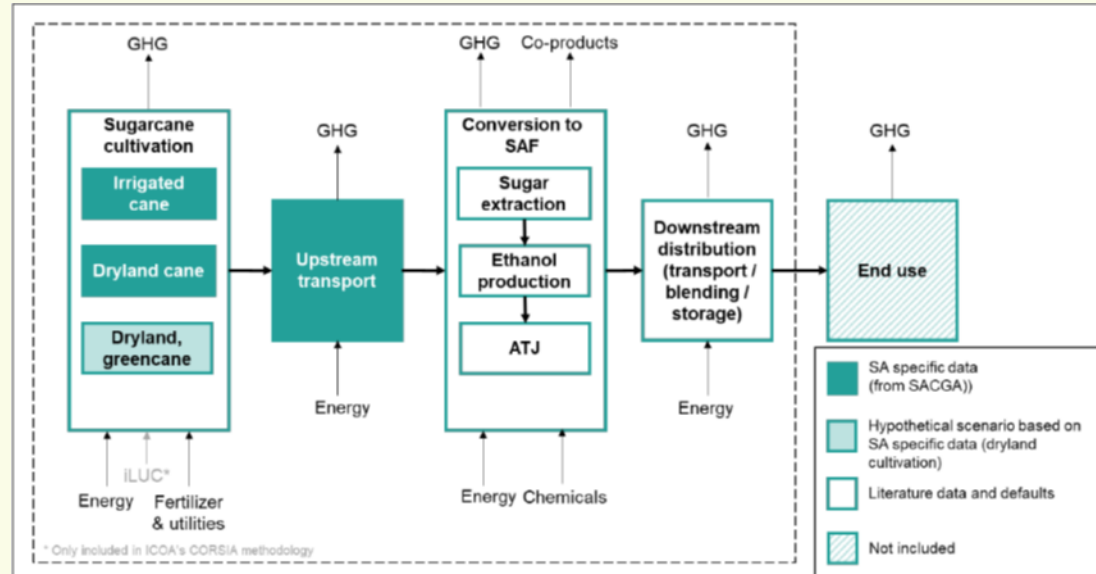 GHG
GHG
Co-products
Sugarcane
cultivation
Irrigated
cane
Dryland cane
Dryland,
greencane
Energy
iLUC*
Fertilizer
& utilities
GHG
Upstream
transport
Energy
Conversion to
SAF
Sugar
extraction
Ethanol
production
ATJ
Energy
Chemicals
GHG
Downstream
distribution
(transport /
blending /
storage)
Energy
GHG
End use
* Only included in ICOA's CORSIA methodology
SA specific data
(from SACGA))
Hypothetical scenario based on
SA specific data (dryland
cultivation)
Literature data and defaults
Not included